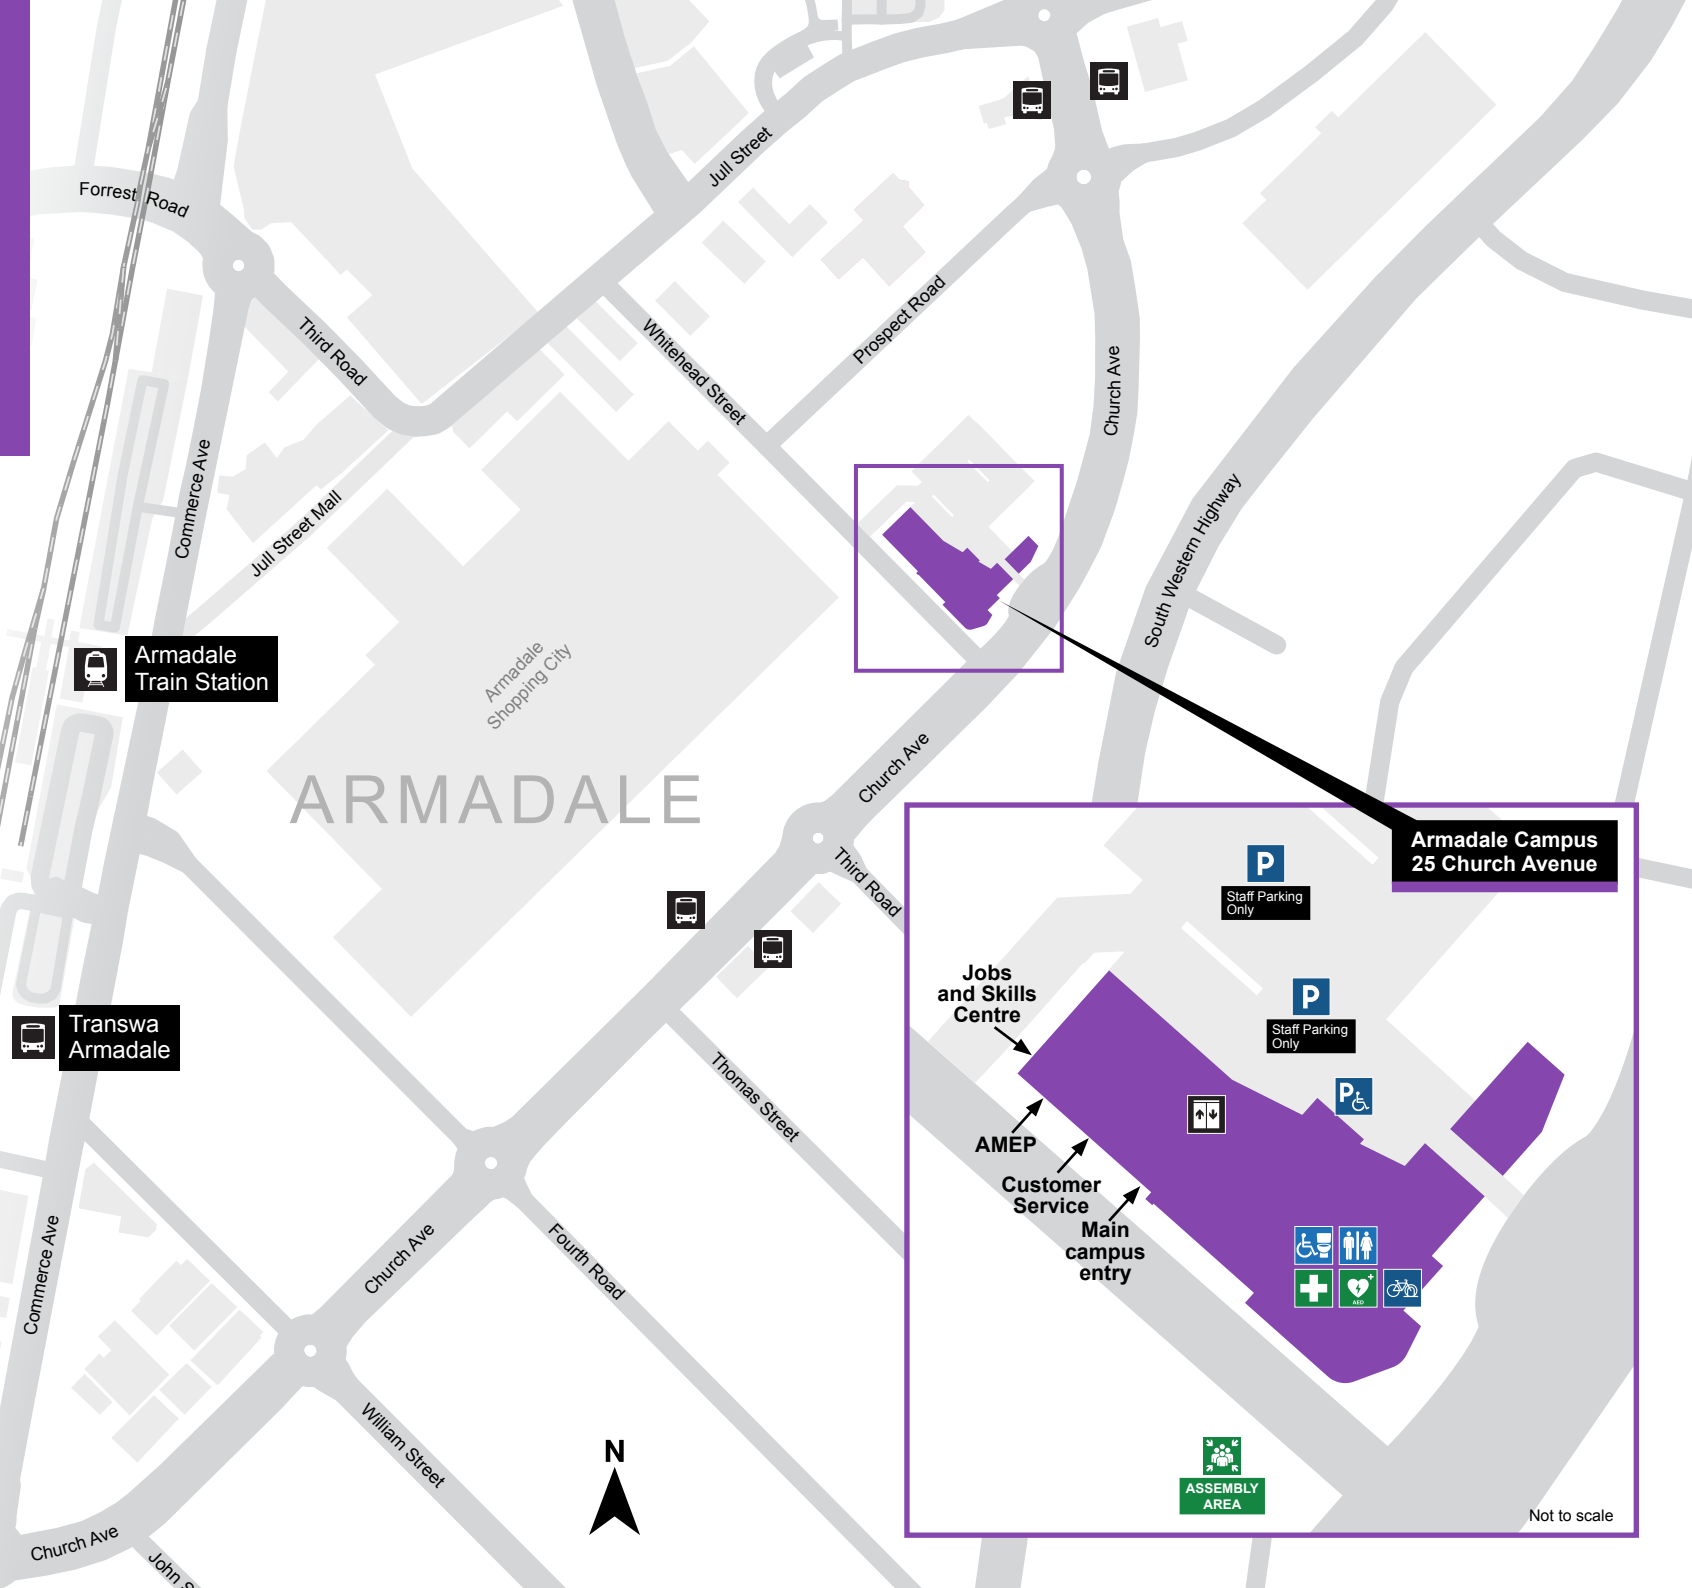 Forrest Road
Jull Street
Third Road
Whitehead Street
Prospect Road
Church Ave
Commerce Ave
Jull Street Mall
South Western Highway
Armadale
Train Station
Armadale
Shopping City
ARMADALE
Church Ave
Third Road
Armadale Campus
25 Church Avenue
P
Staff Parking
Only
Jobs
and Skills
Centre
P
Staff Parking
Only
P
AMEP
Customer
Service
Main
campus
entry
AED
ASSEMBLY
AREA
Not to scale
Transwa
Armadale
Thomas Street
Commerce Ave
Church Ave
Fourth Road
William Street
N
Church Ave
John S